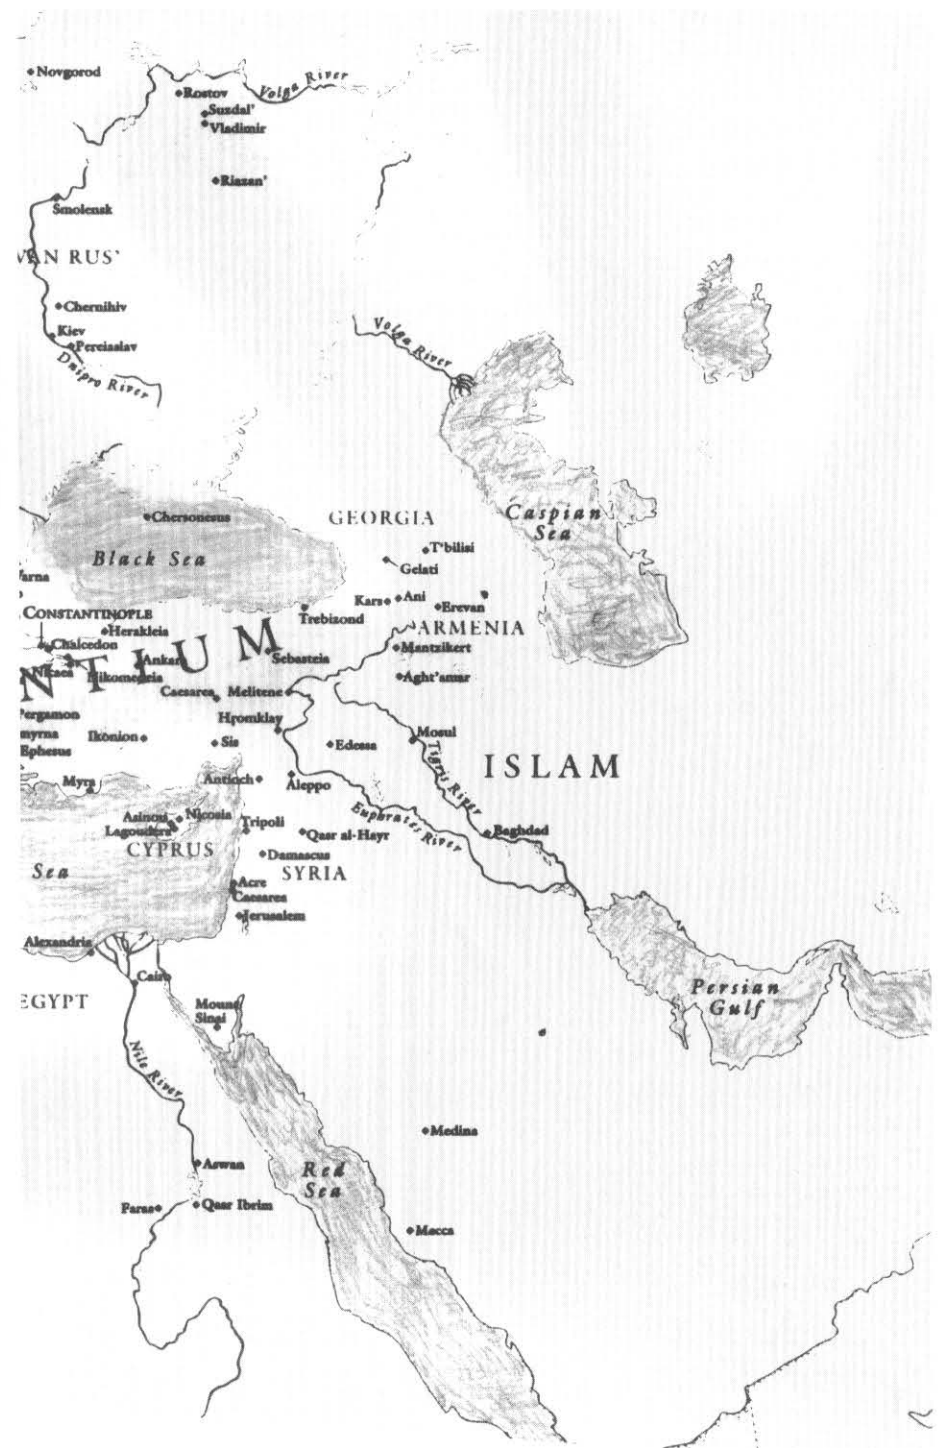 Novgorod
Volga River
Rostov
Suzdal'
Vladimir
Riazan'
Smolensk
VAN RUS'
Chernihiv
Kiev
Pereiaslav
Dnipro River
Volga River
Chersonesus
GEORGIA
Caspian
Sea
Black Sea
T'bilisi
Gelati
Varna
Ani
Kars
Erevan
CONSTANTINOPLE
Trebizond
Herakleia
ARMENIA
Chalcedon
Mantzikert
NTIUM
Ankara
Sebasteia
Nikaea
Nikomedeia
Aght'amar
Caesarea
Melitene
Pergamon
Hromklay
myrna
Ikonion
Sis
Edessa
Mosul
Ephesus
Tigris River
ISLAM
Myra
Antioch
Aleppo
Euphrates River
Asinou
Nicosia
Tripoli
Lagoudera
Qasr al-Hayr
Baghdad
CYPRUS
Damascus
Sea
SYRIA
Acre
Caesarea
Jerusalem
Alexandria
Cairo
Persian
Gulf
EGYPT
Mount
Sinai
Nile River
Medina
Aswan
Red
Sea
Faras
Qasr Ibrim
Mecca